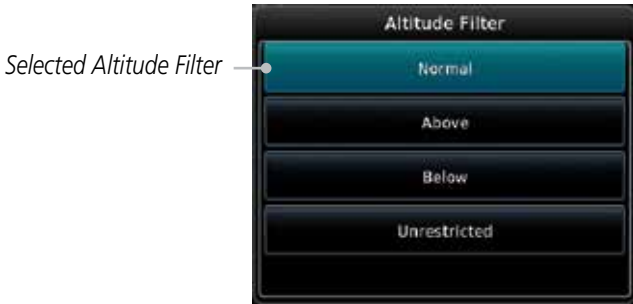 Altitude Filter
Selected Altitude Filter
Normal
Above
Below
Unrestricted